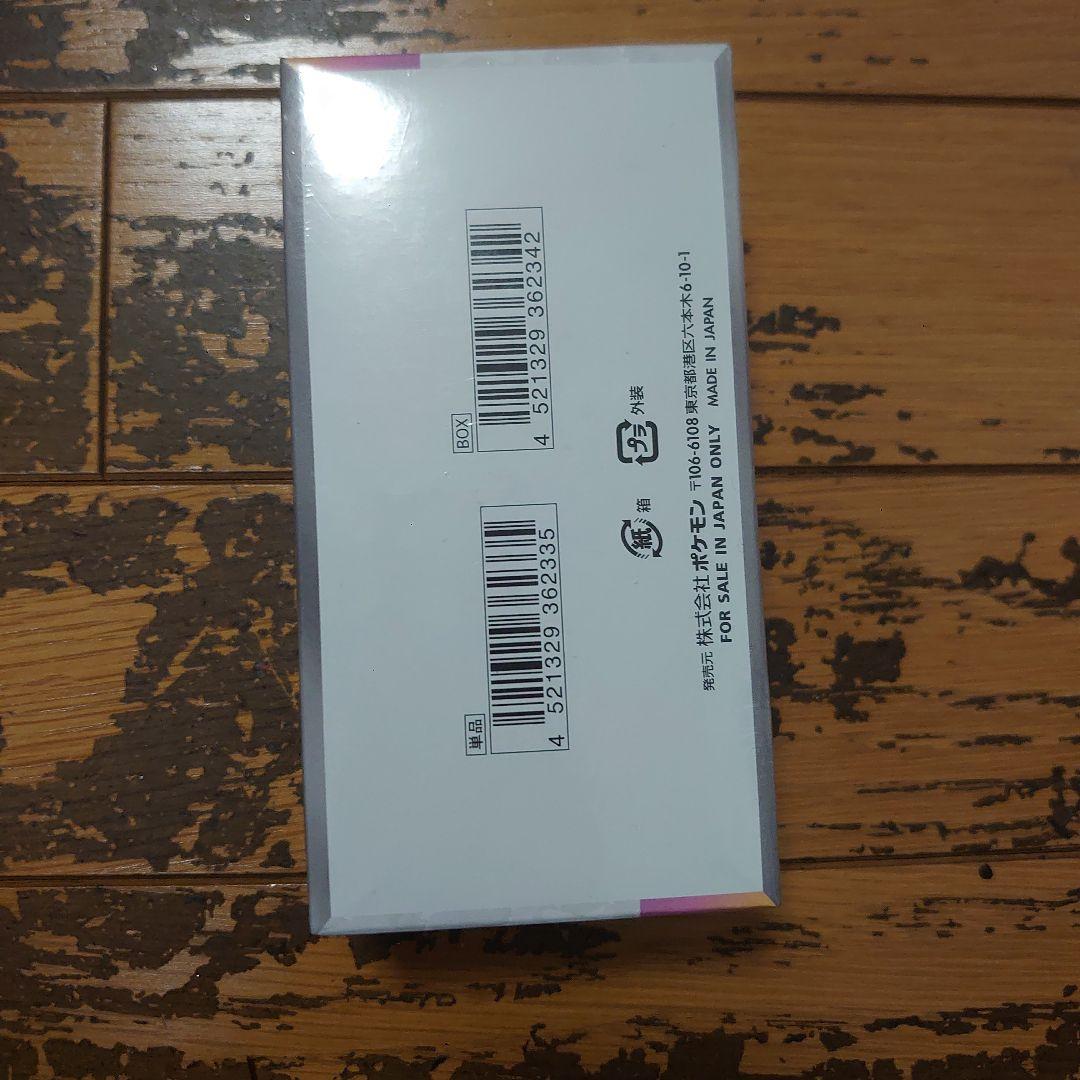 単品
4 521329 362335
BOX
4 521329 362342
紙 箱
プラ 外装
発売元 株式会社ポケモン 〒106-6108 東京都港区六本木6-10-1
FOR SALE IN JAPAN ONLY MADE IN JAPAN